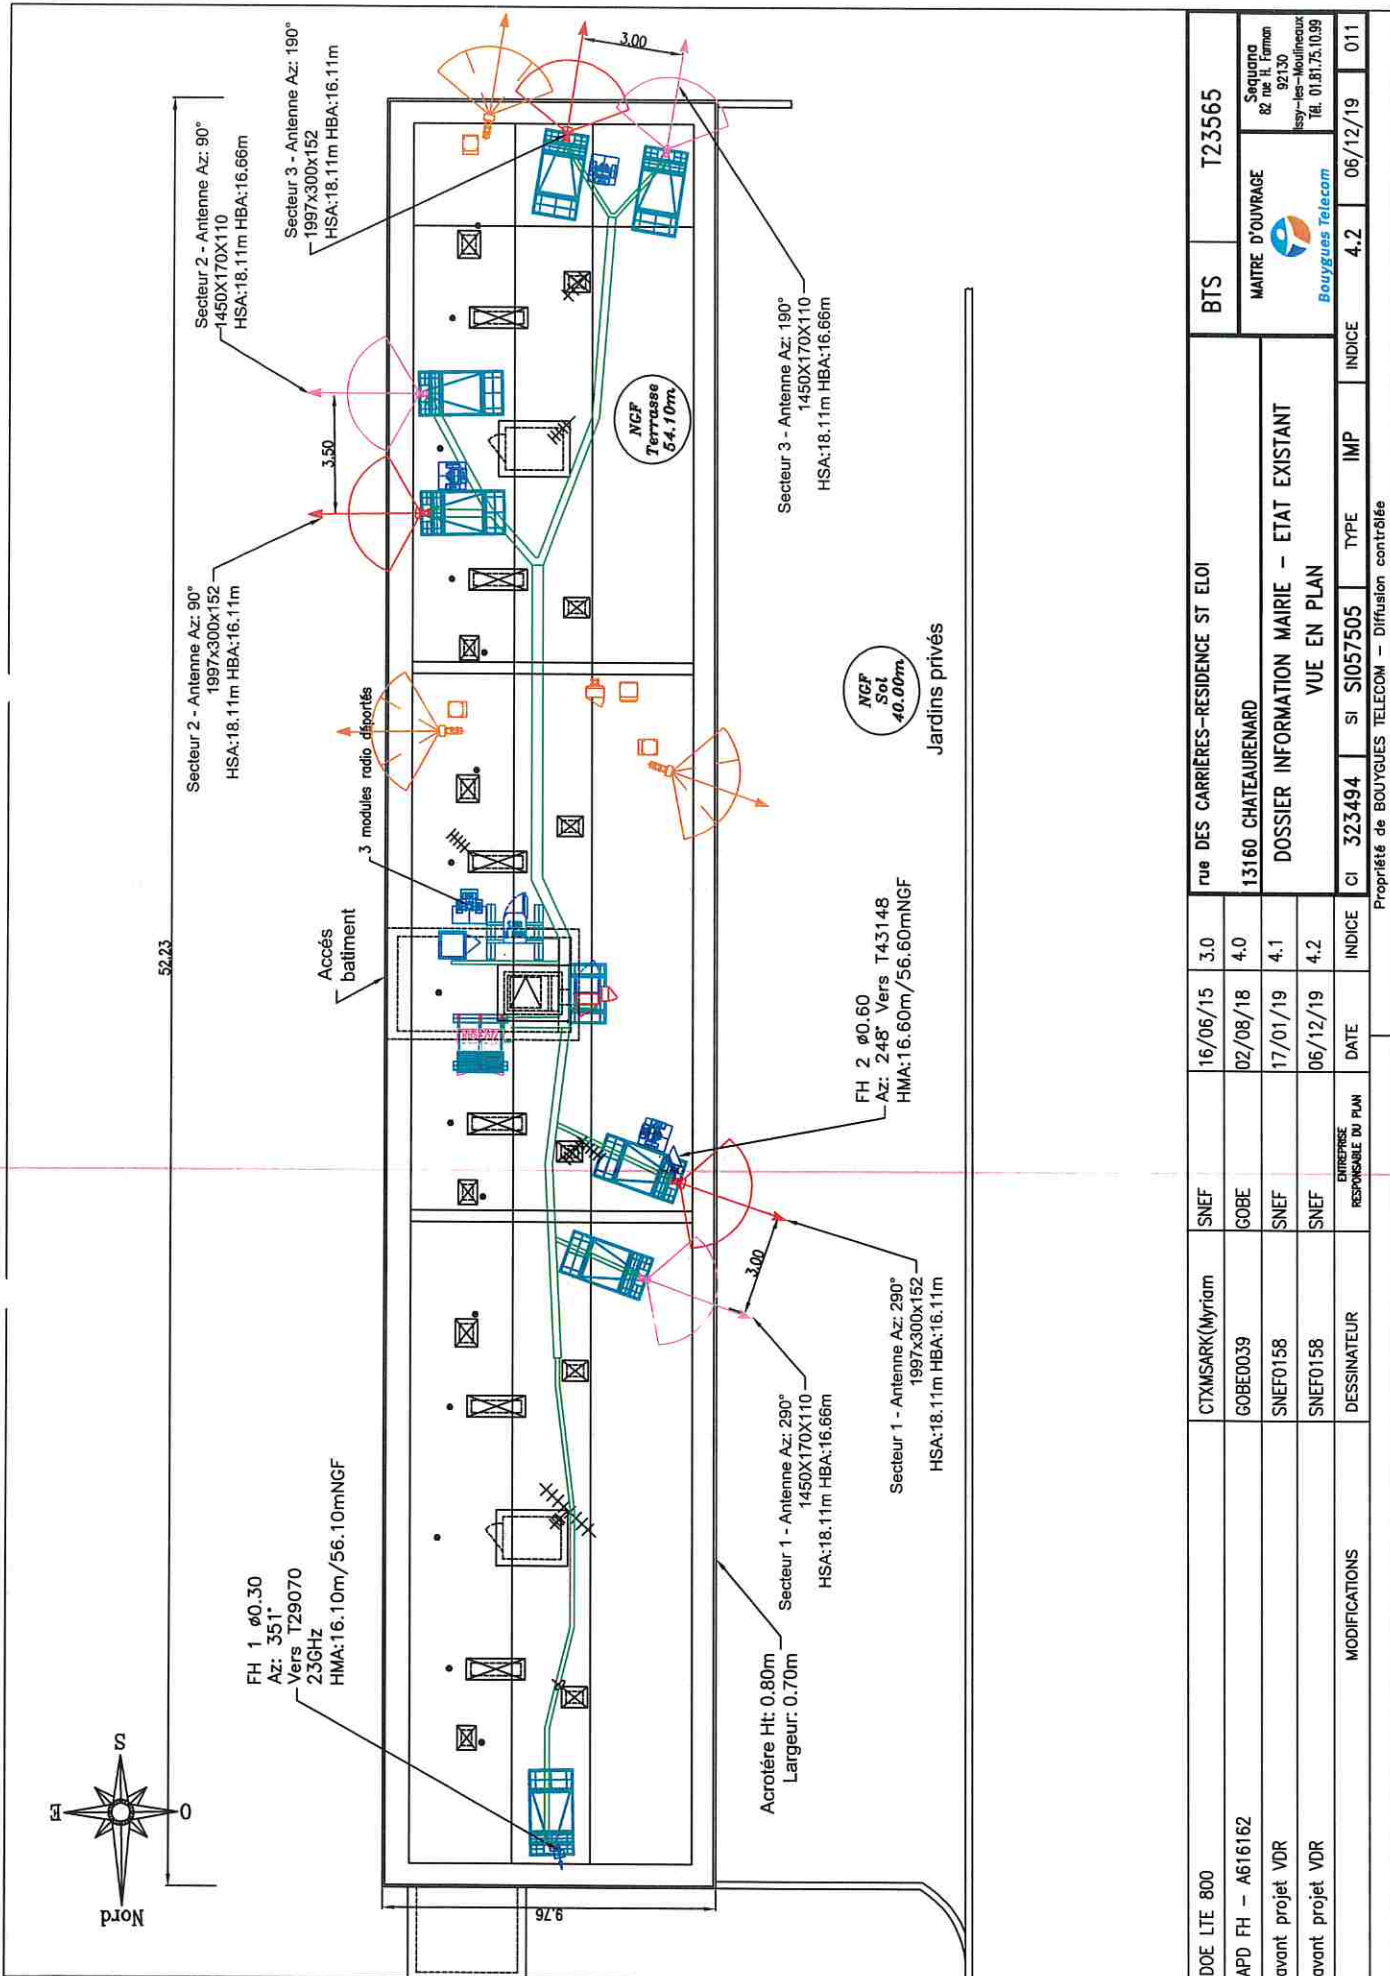 Nord
E
S
O
52.23
9.76
FH 1 ø0.30
Az: 351°
Vers T29070
23GHz
HMA:16.10m/56.10mNGF
Accés
batiment
3 modules radio déportés
Secteur 2 - Antenne Az: 90°
1997x300x152
HSA:18.11m HBA:16.11m
3.50
Secteur 2 - Antenne Az: 90°
1450X170X110
HSA:18.11m HBA:16.66m
Secteur 3 - Antenne Az: 190°
1997x300x152
HSA:18.11m HBA:16.11m
3.00
Secteur 3 - Antenne Az: 190°
1450X170X110
HSA:18.11m HBA:16.66m
NGF
Terrasse
54.10m
NGF
Sol
40.00m
Jardins privés
FH 2 ø0.60
Az: 248° Vers T43148
HMA:16.60m/56.60mNGF
3.00
Secteur 1 - Antenne Az: 290°
1997x300x152
HSA:18.11m HBA:16.11m
Secteur 1 - Antenne Az: 290°
1450X170X110
HSA:18.11m HBA:16.66m
Acrotére Ht: 0.80m
Largeur: 0.70m
DOE LTE 800 CTXMSARK(Myriam SNEF 16/06/15 3.0
APD FH – A616162 GOBE0039 GOBE 02/08/18 4.0
avant projet VDR SNEF0158 SNEF 17/01/19 4.1
avant projet VDR SNEF0158 SNEF 06/12/19 4.2
MODIFICATIONS DESSINATEUR ENTREPRISE RESPONSABLE DU PLAN DATE INDICE
rue DES CARRIÈRES-RESIDENCE ST ELOI
13160 CHATEAURENARD
DOSSIER INFORMATION MAIRIE – ETAT EXISTANT
VUE EN PLAN
BTS T23565
MAITRE D'OUVRAGE
Bouygues Telecom
Sequana
82 rue H. Farman
92130
Issy-les-Moulineaux
Tél. 01.81.75.10.99
CI 323494 SI SI057505 TYPE IMP INDICE 4.2 06/12/19 011
Propriété de BOUYGUES TELECOM – Diffusion contrôlée